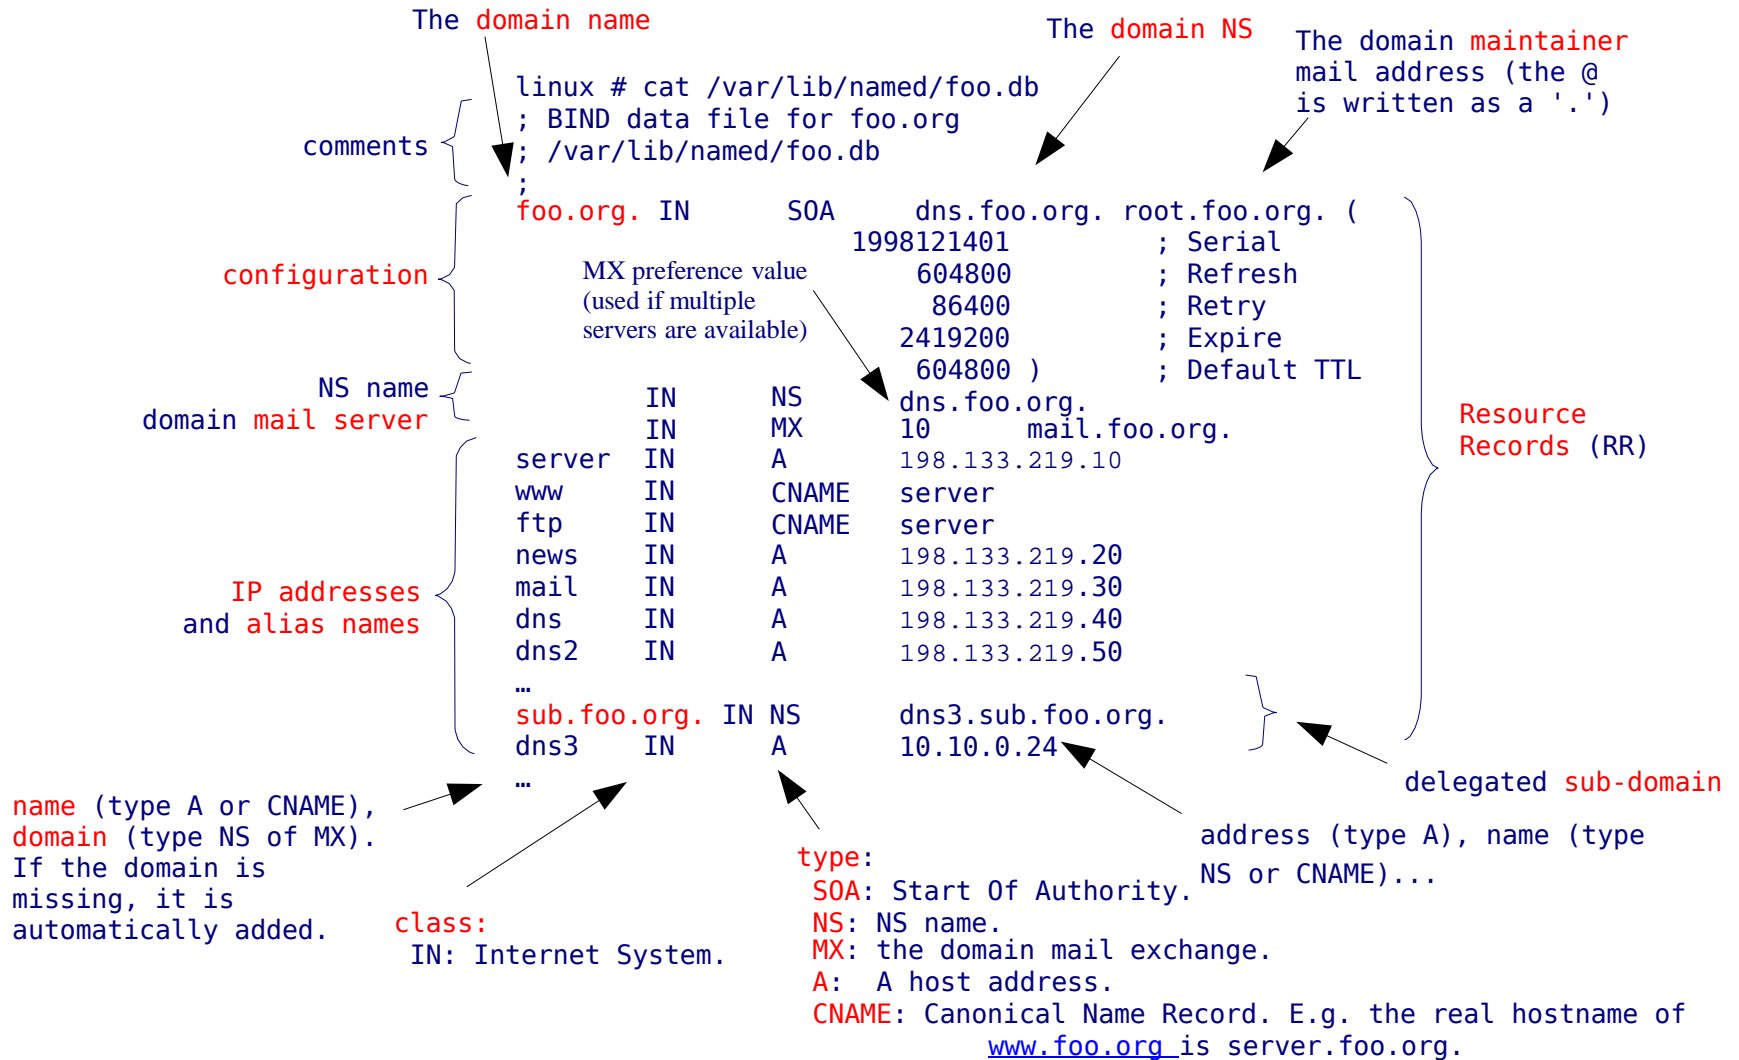 The domain name
The domain NS
The domain maintainer
mail address (the @
is written as a '.')
linux # cat /var/lib/named/foo.db
; BIND data file for foo.org
; /var/lib/named/foo.db
;
comments
foo.org. IN SOA dns.foo.org. root.foo.org. (
1998121401 ; Serial
604800 ; Refresh
86400 ; Retry
2419200 ; Expire
604800 ) ; Default TTL
configuration
MX preference value
(used if multiple
servers are available)
NS name
domain mail server
IN NS dns.foo.org.
IN MX 10 mail.foo.org.
server IN A 198.133.219.10
www IN CNAME server
ftp IN CNAME server
news IN A 198.133.219.20
mail IN A 198.133.219.30
dns IN A 198.133.219.40
dns2 IN A 198.133.219.50
…
sub.foo.org. IN NS dns3.sub.foo.org.
dns3 IN A 10.10.0.24
…
IP addresses
and alias names
Resource
Records (RR)
delegated sub-domain
name (type A or CNAME),
domain (type NS of MX).
If the domain is
missing, it is
automatically added.
class:
IN: Internet System.
type:
SOA: Start Of Authority.
NS: NS name.
MX: the domain mail exchange.
A: A host address.
CNAME: Canonical Name Record. E.g. the real hostname of
www.foo.org is server.foo.org.
address (type A), name (type
NS or CNAME)...